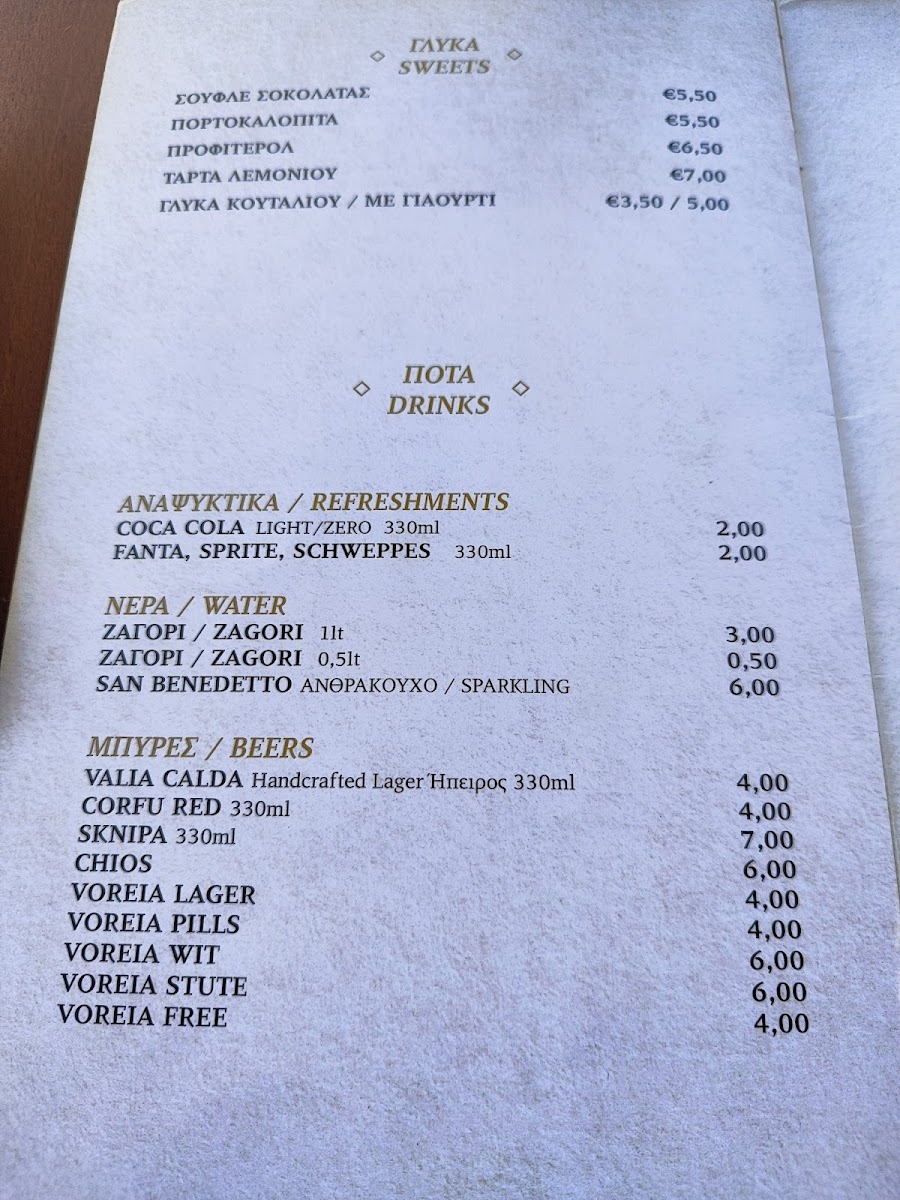 ΓΛΥΚΑ
SWEETS
ΣΟΥΦΛΕ ΣΟΚΟΛΑΤΑΣ €5,50
ΠΟΡΤΟΚΑΛΟΠΙΤΑ €5,50
ΠΡΟΦΙΤΕΡΟΛ €6,50
ΤΑΡΤΑ ΛΕΜΟΝΙΟΥ €7,00
ΓΛΥΚΑ ΚΟΥΤΑΛΙΟΥ / ΜΕ ΓΙΑΟΥΡΤΙ €3,50 / 5,00
ΠΟΤΑ
DRINKS
ΑΝΑΨΥΚΤΙΚΑ / REFRESHMENTS
COCA COLA LIGHT/ZERO 330ml 2,00
FANTA, SPRITE, SCHWEPPES 330ml 2,00
ΝΕΡΑ / WATER
ΖΑΓΟΡΙ / ZAGORI 1lt 3,00
ΖΑΓΟΡΙ / ZAGORI 0,5lt 0,50
SAN BENEDETTO ΑΝΘΡΑΚΟΥΧΟ / SPARKLING 6,00
ΜΠΥΡΕΣ / BEERS
VALIA CALDA Handcrafted Lager Ήπειρος 330ml 4,00
CORFU RED 330ml 4,00
SKNIPA 330ml 7,00
CHIOS 6,00
VOREIA LAGER 4,00
VOREIA PILLS 4,00
VOREIA WIT 6,00
VOREIA STUTE 6,00
VOREIA FREE 4,00